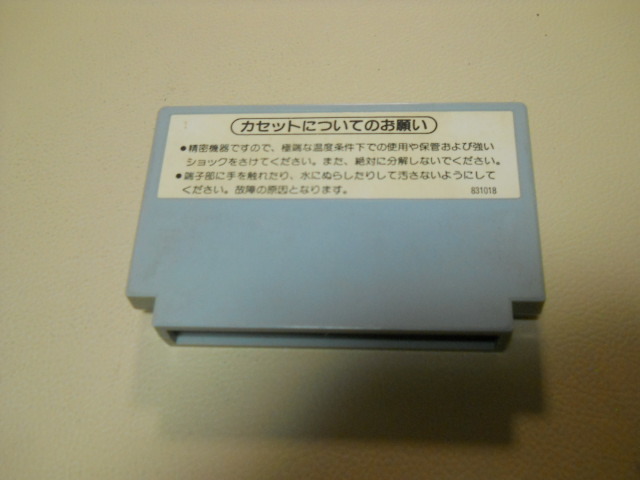 カセットについてのお願い
●精密機器ですので、極端な温度条件下での使用や保管および強い
ショックをさけてください。また、絶対に分解しないでください。
●端子部に手を触れたり、水にぬらしたりして汚さないようにして
ください。故障の原因となります。
831018